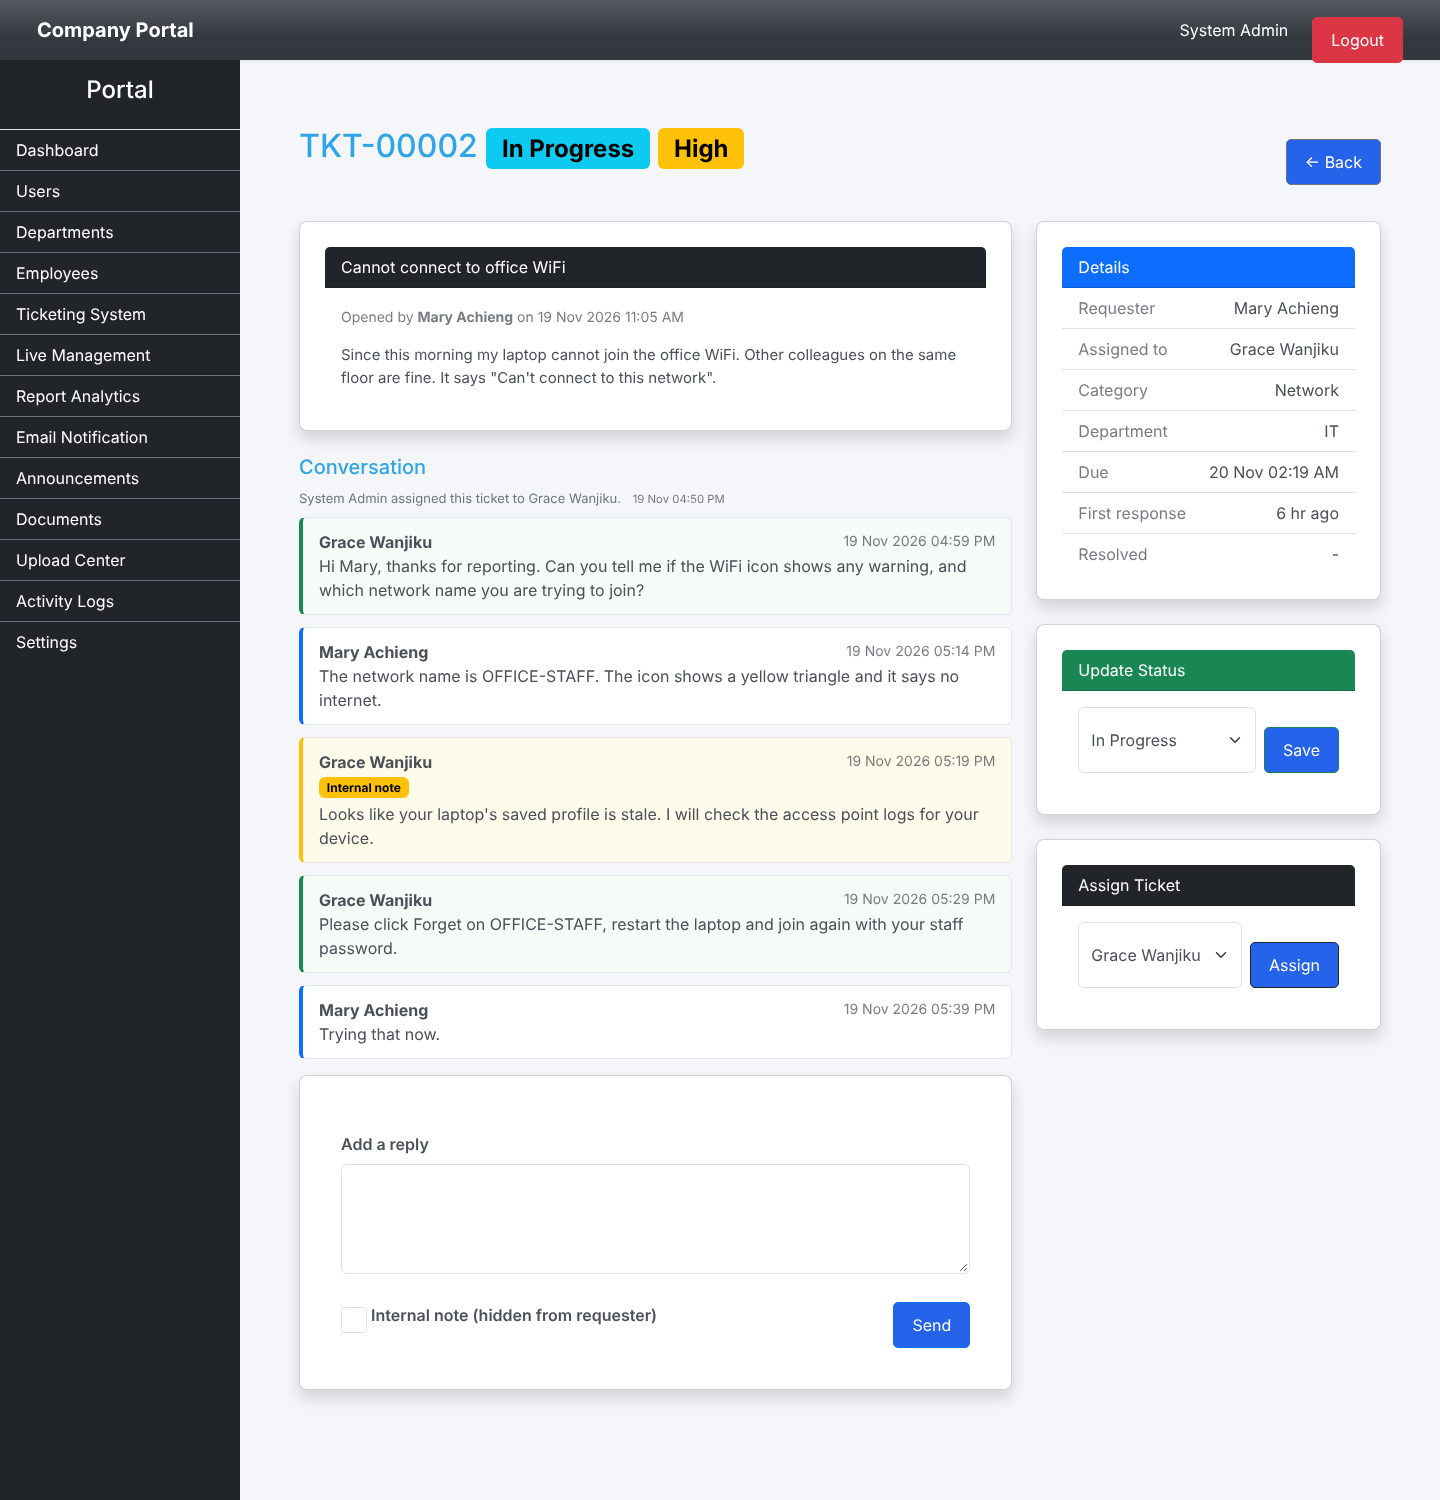 Company Portal
System Admin
Logout
Portal
Dashboard
Users
Departments
Employees
Ticketing System
Live Management
Report Analytics
Email Notification
Announcements
Documents
Upload Center
Activity Logs
Settings
TKT-00002
In Progress
High
← Back
Cannot connect to office WiFi
Opened by Mary Achieng on 19 Nov 2026 11:05 AM
Since this morning my laptop cannot join the office WiFi. Other colleagues on the same
floor are fine. It says "Can't connect to this network".
Conversation
System Admin assigned this ticket to Grace Wanjiku. 19 Nov 04:50 PM
Grace Wanjiku
19 Nov 2026 04:59 PM
Hi Mary, thanks for reporting. Can you tell me if the WiFi icon shows any warning, and
which network name you are trying to join?
Mary Achieng
19 Nov 2026 05:14 PM
The network name is OFFICE-STAFF. The icon shows a yellow triangle and it says no
internet.
Grace Wanjiku
19 Nov 2026 05:19 PM
Internal note
Looks like your laptop's saved profile is stale. I will check the access point logs for your
device.
Grace Wanjiku
19 Nov 2026 05:29 PM
Please click Forget on OFFICE-STAFF, restart the laptop and join again with your staff
password.
Mary Achieng
19 Nov 2026 05:39 PM
Trying that now.
Add a reply
Internal note (hidden from requester)
Send
Details
Requester Mary Achieng
Assigned to Grace Wanjiku
Category Network
Department IT
Due 20 Nov 02:19 AM
First response 6 hr ago
Resolved -
Update Status
In Progress
Save
Assign Ticket
Grace Wanjiku
Assign